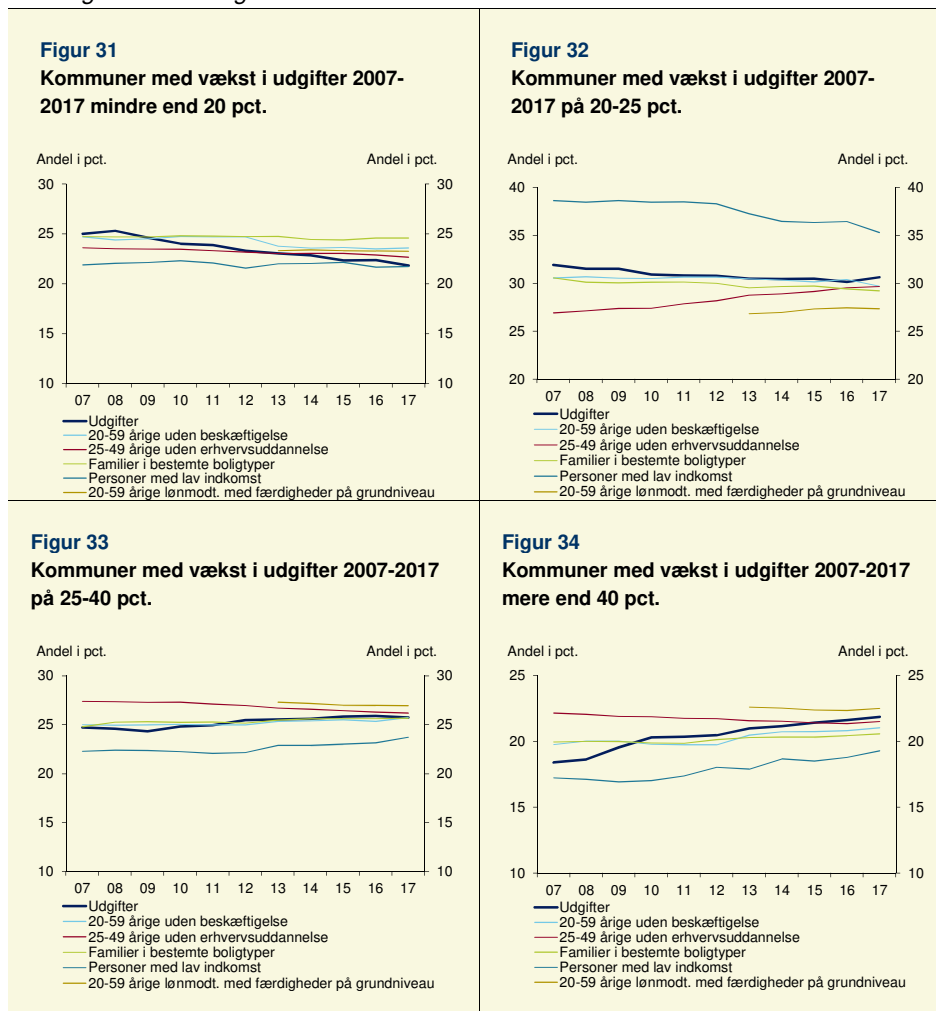 Figur 31
Kommuner med vækst i udgifter 2007-
2017 mindre end 20 pct.
Andel i pct.
Andel i pct.
30
30
25
25
20
20
15
15
10
10
07 08 09 10 11 12 13 14 15 16 17
Udgifter
20-59 årige uden beskæftigelse
25-49 årige uden erhvervsuddannelse
Familier i bestemte boligtyper
Personer med lav indkomst
20-59 årige lønmodt. med færdigheder på grundniveau
Figur 32
Kommuner med vækst i udgifter 2007-
2017 på 20-25 pct.
Andel i pct.
Andel i pct.
40
40
35
35
30
30
25
25
20
20
07 08 09 10 11 12 13 14 15 16 17
Udgifter
20-59 årige uden beskæftigelse
25-49 årige uden erhvervsuddannelse
Familier i bestemte boligtyper
Personer med lav indkomst
20-59 årige lønmodt. med færdigheder på grundniveau
Figur 33
Kommuner med vækst i udgifter 2007-2017
på 25-40 pct.
Andel i pct.
Andel i pct.
30
30
25
25
20
20
15
15
10
10
07 08 09 10 11 12 13 14 15 16 17
Udgifter
20-59 årige uden beskæftigelse
25-49 årige uden erhvervsuddannelse
Familier i bestemte boligtyper
Personer med lav indkomst
20-59 årige lønmodt. med færdigheder på grundniveau
Figur 34
Kommuner med vækst i udgifter 2007-2017
mere end 40 pct.
Andel i pct.
Andel i pct.
25
25
20
20
15
15
10
10
07 08 09 10 11 12 13 14 15 16 17
Udgifter
20-59 årige uden beskæftigelse
25-49 årige uden erhvervsuddannelse
Familier i bestemte boligtyper
Personer med lav indkomst
20-59 årige lønmodt. med færdigheder på grundniveau